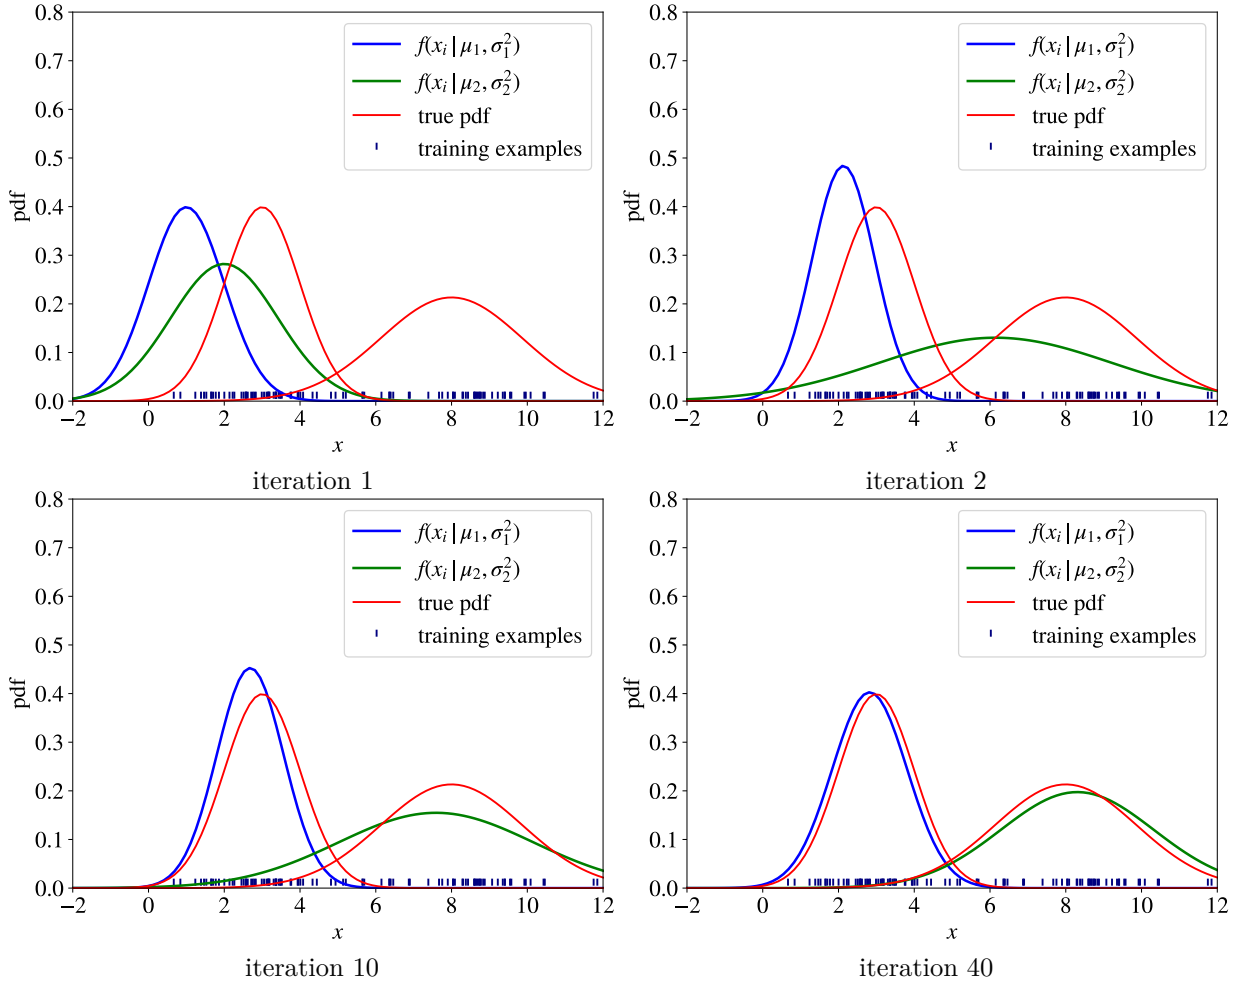 0.8
0.7
0.6
0.5
0.4
0.3
0.2
0.1
0.0
pdf
−2 0 2 4 6 8 10 12
x
f(x_i | μ_1, σ_1^2)
f(x_i | μ_2, σ_2^2)
true pdf
training examples
iteration 1
0.8
0.7
0.6
0.5
0.4
0.3
0.2
0.1
0.0
pdf
−2 0 2 4 6 8 10 12
x
f(x_i | μ_1, σ_1^2)
f(x_i | μ_2, σ_2^2)
true pdf
training examples
iteration 2
0.8
0.7
0.6
0.5
0.4
0.3
0.2
0.1
0.0
pdf
−2 0 2 4 6 8 10 12
x
f(x_i | μ_1, σ_1^2)
f(x_i | μ_2, σ_2^2)
true pdf
training examples
iteration 10
0.8
0.7
0.6
0.5
0.4
0.3
0.2
0.1
0.0
pdf
−2 0 2 4 6 8 10 12
x
f(x_i | μ_1, σ_1^2)
f(x_i | μ_2, σ_2^2)
true pdf
training examples
iteration 40